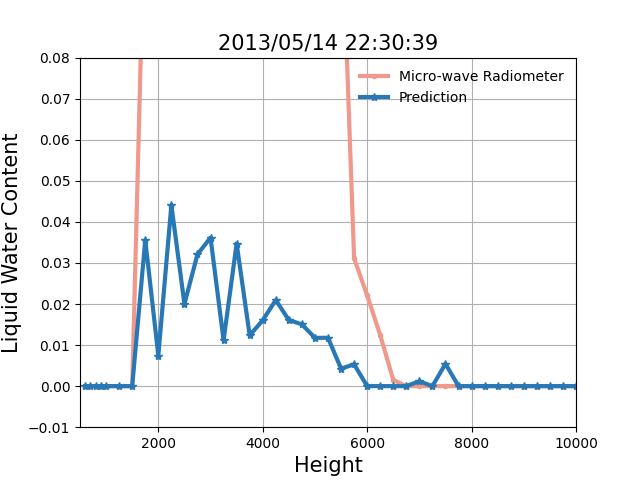 2013/05/14 22:30:39
Micro-wave Radiometer
Prediction
0.08
0.07
0.06
0.05
0.04
0.03
0.02
0.01
0.00
−0.01
Liquid Water Content
2000 4000 6000 8000 10000
Height